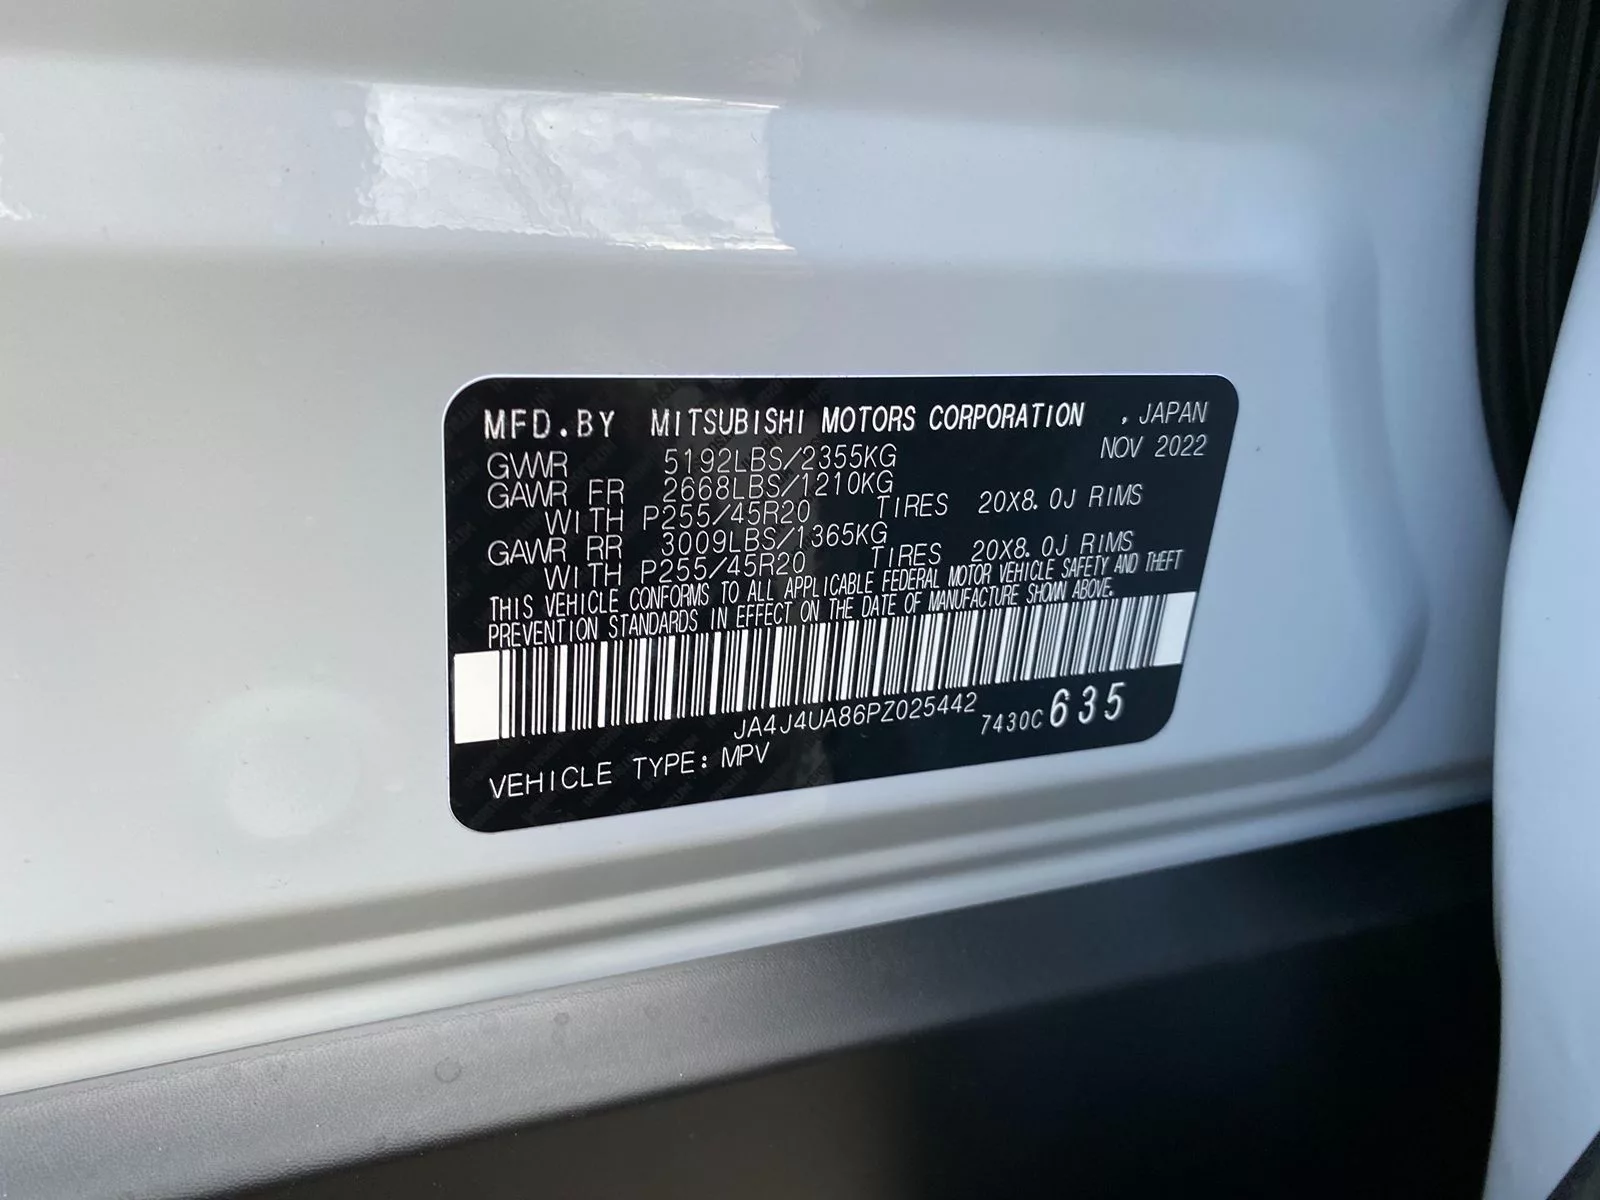 MFD.BY MITSUBISHI MOTORS CORPORATION , JAPAN
NOV 2022
GVWR 5192LBS/2355KG
GAWR FR 2668LBS/1210KG
WITH P255/45R20 TIRES 20X8.0J RIMS
GAWR RR 3009LBS/1365KG
WITH P255/45R20 TIRES 20X8.0J RIMS
THIS VEHICLE CONFORMS TO ALL APPLICABLE FEDERAL MOTOR VEHICLE SAFETY AND THEFT
PREVENTION STANDARDS IN EFFECT ON THE DATE OF MANUFACTURE SHOWN ABOVE.
JA4J4UA86PZ025442 7430C 635
VEHICLE TYPE: MPV